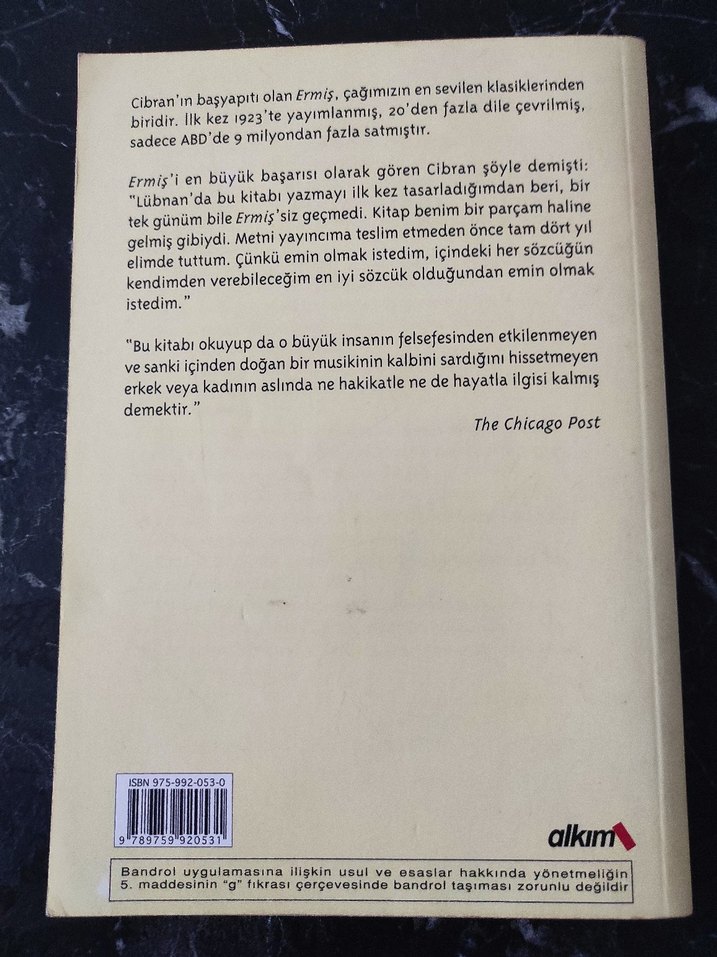 Cibran'ın başyapıtı olan Ermiş, çağımızın en sevilen klasiklerinden
biridir. İlk kez 1923'te yayımlanmış, 20'den fazla dile çevrilmiş,
sadece ABD'de 9 milyondan fazla satmıştır.
Ermiş'i en büyük başarısı olarak gören Cibran şöyle demişti:
"Lübnan'da bu kitabı yazmayı ilk kez tasarladığımdan beri, bir
tek günüm bile Ermiş'siz geçmedi. Kitap benim bir parçam haline
gelmiş gibiydi. Metni yayıncıma teslim etmeden önce tam dört yıl
elimde tuttum. Çünkü emin olmak istedim, içindeki her sözcüğün
kendimden verebileceğim en iyi sözcük olduğundan emin olmak
istedim."
"Bu kitabı okuyup da o büyük insanın felsefesinden etkilenmeyen
ve sanki içinden doğan bir musikinin kalbini sardığını hissetmeyen
erkek veya kadının aslında ne hakikatle ne de hayatla ilgisi kalmış
demektir."
The Chicago Post
ISBN 975-992-053-0
9 789759 920531
alkım
Bandrol uygulamasına ilişkin usul ve esaslar hakkında yönetmeliğin
5. maddesinin "g" fıkrası çerçevesinde bandrol taşıması zorunlu değildir